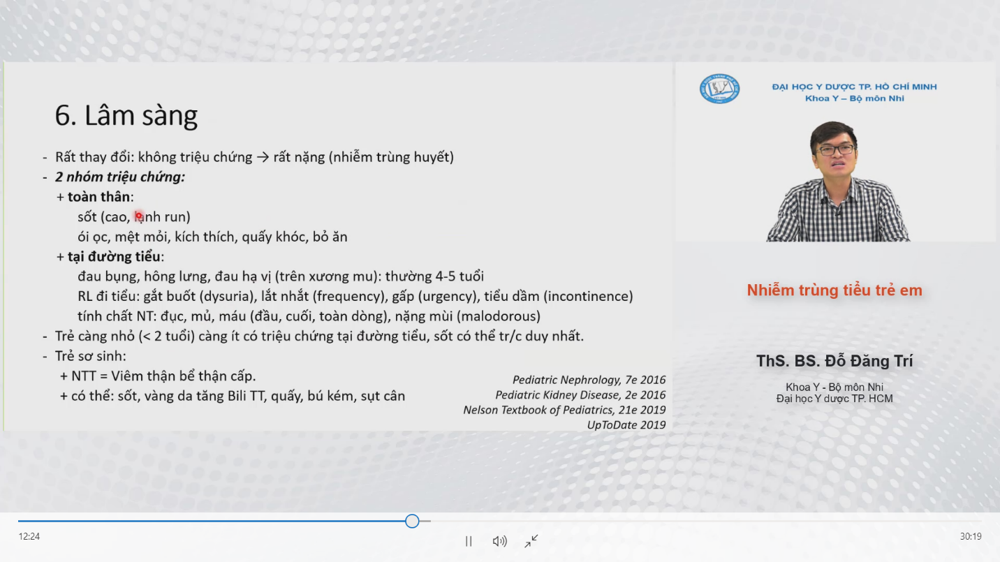 6. Lâm sàng
- Rất thay đổi: không triệu chứng → rất nặng (nhiễm trùng huyết)
- 2 nhóm triệu chứng:
+ toàn thân:
sốt (cao, lạnh run)
ói ọc, mệt mỏi, kích thích, quấy khóc, bỏ ăn
+ tại đường tiểu:
đau bụng, hông lưng, đau hạ vị (trên xương mu): thường 4-5 tuổi
RL đi tiểu: gắt buốt (dysuria), lắt nhắt (frequency), gấp (urgency), tiểu dầm (incontinence)
tính chất NT: đục, mủ, máu (đầu, cuối, toàn dòng), nặng mùi (malodorous)
- Trẻ càng nhỏ (< 2 tuổi) càng ít có triệu chứng tại đường tiểu, sốt có thể tr/c duy nhất.
- Trẻ sơ sinh:
+ NTT = Viêm thận bể thận cấp.
+ có thể: sốt, vàng da tăng Bili TT, quấy, bú kém, sụt cân
Pediatric Nephrology, 7e 2016
Pediatric Kidney Disease, 2e 2016
Nelson Textbook of Pediatrics, 21e 2019
UpToDate 2019
ĐẠI HỌC Y DƯỢC TP. HỒ CHÍ MINH
Khoa Y – Bộ môn Nhi
Nhiễm trùng tiểu trẻ em
ThS. BS. Đỗ Đăng Trí
Khoa Y - Bộ môn Nhi
Đại học Y dược TP. HCM
12:24
30:19